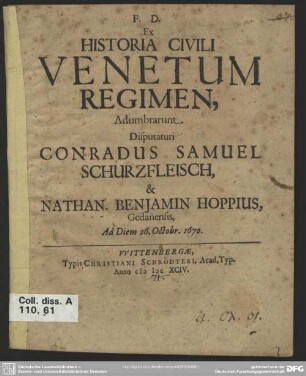 F. D.
Ex
HISTORIA CIVILI
VENETUM
REGIMEN,
Adumbrarunt
Disputaturi
CONRADUS SAMUEL
SCHURZFLEISCH,
&
NATHAN. BENJAMIN HOPPIUS,
Gedanensis,
Ad Diem 26. Octobr. 1670.
WITTENBERGÆ,
Typis CHRISTIANI SCHRÖDTERI, Acad. Typ.
Anno cIɔ Iɔc XCIV.
Coll. diss. A
110, 61